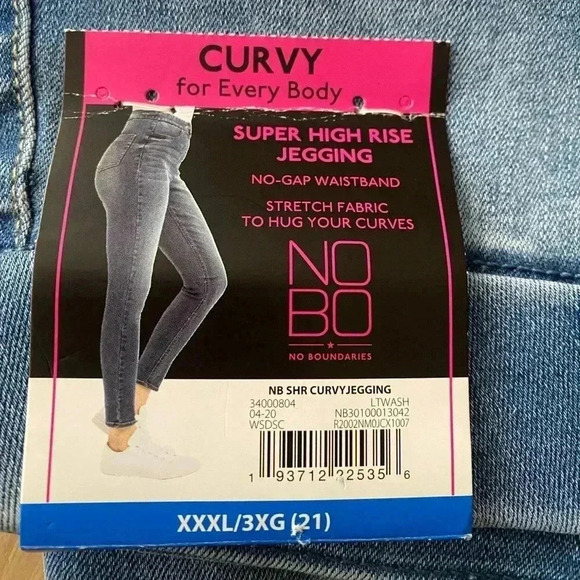 CURVY
for Every Body
SUPER HIGH RISE
JEGGING
NO-GAP WAISTBAND
STRETCH FABRIC
TO HUG YOUR CURVES
NO
BO
NO BOUNDARIES
NB SHR CURVYJEGGING
34000804 LTWASH
04-20 NB30100013042
WSDSC R2002NM0JCX1007
1 93712 22535 6
XXXL/3XG (21)